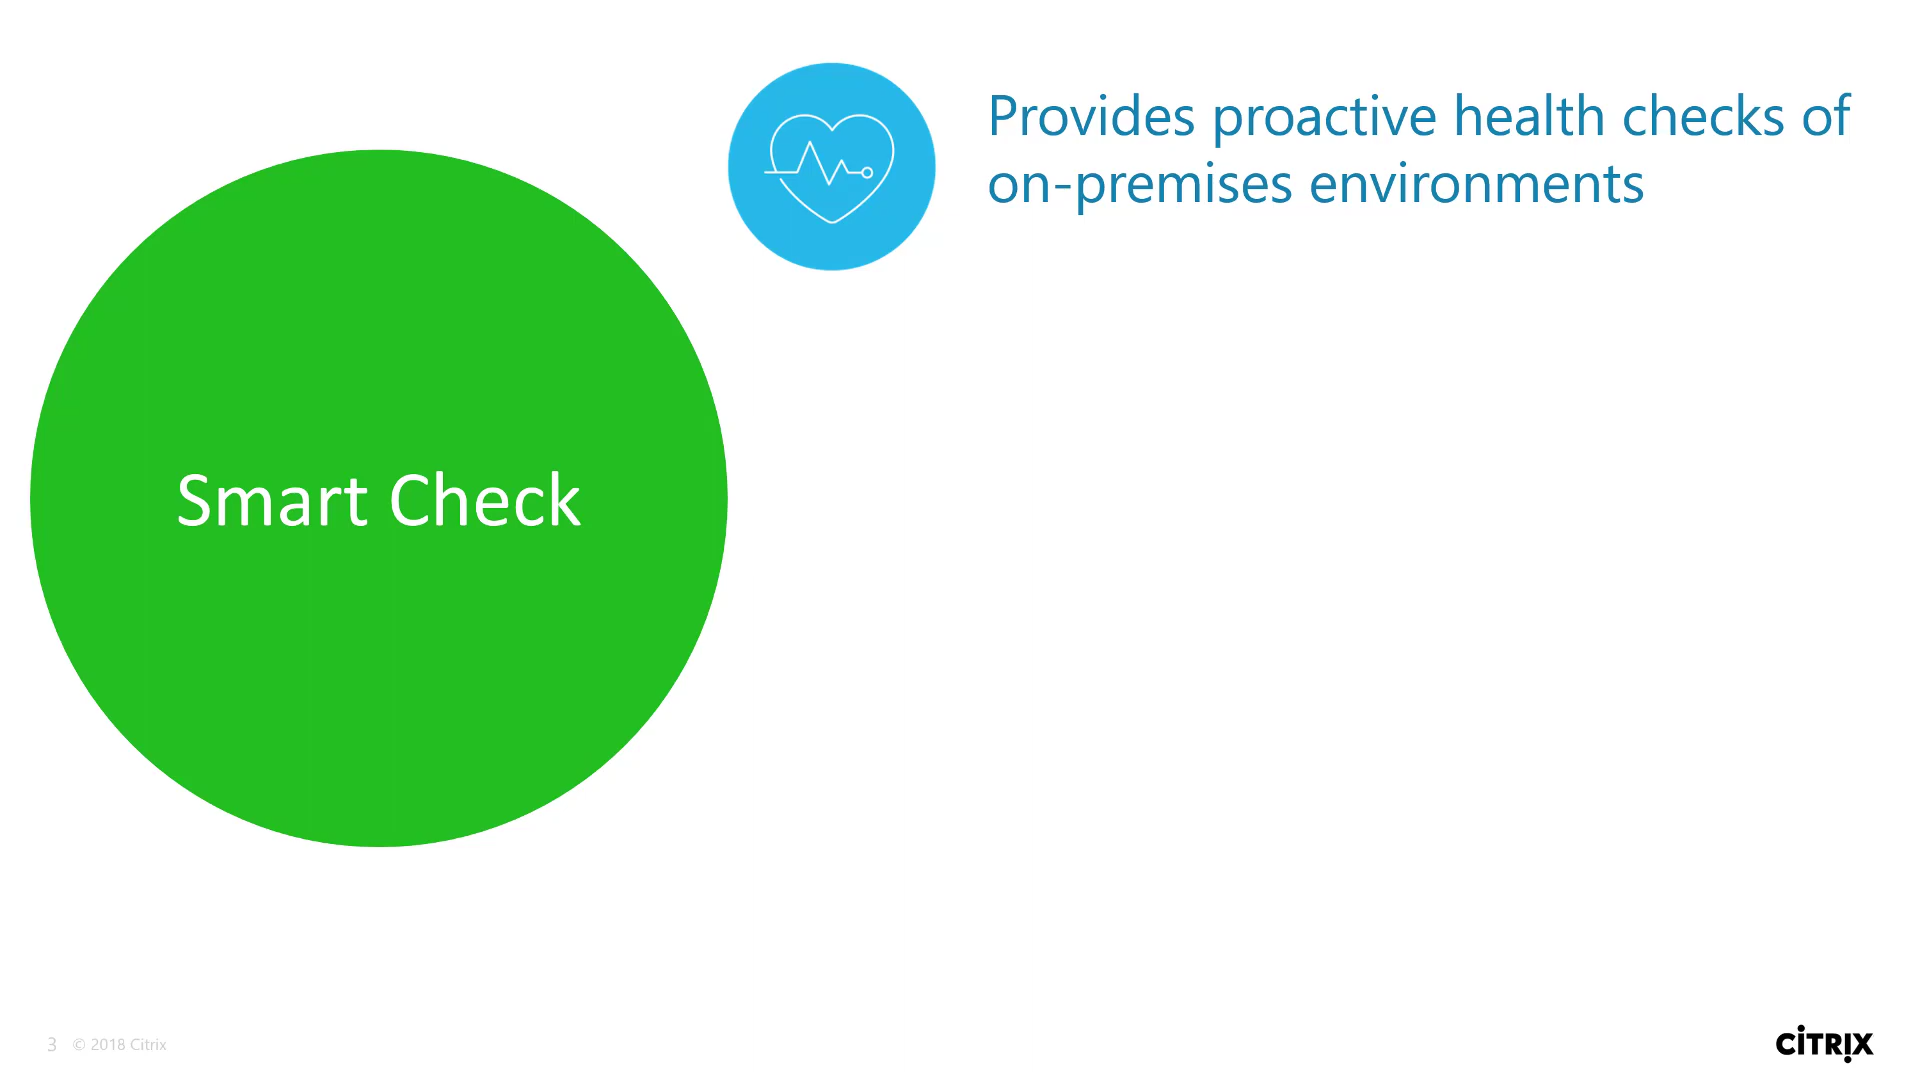 Provides proactive health checks of
on-premises environments
Smart Check
3 © 2018 Citrix
CITRIX